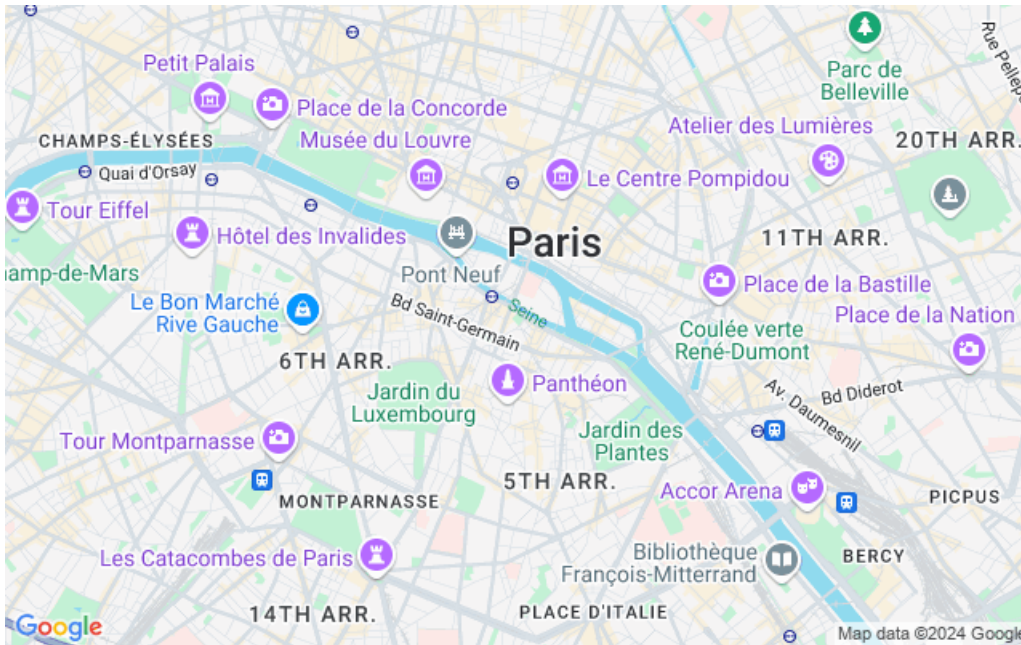 Petit Palais
Place de la Concorde
Musée du Louvre
CHAMPS-ÉLYSÉES
Quai d'Orsay
Parc de
Belleville
Atelier des Lumières
20TH ARR.
Le Centre Pompidou
Tour Eiffel
Hôtel des Invalides
Paris
11TH ARR.
amp-de-Mars
Pont Neuf
Place de la Bastille
Le Bon Marché
Rive Gauche
Bd Saint-Germain
Seine
Coulée verte
René-Dumont
Place de la Nation
6TH ARR.
Jardin du
Luxembourg
Panthéon
Av. Daumesnil
Bd Diderot
Tour Montparnasse
Jardin des
Plantes
MONTPARNASSE
5TH ARR.
Accor Arena
PICPUS
Les Catacombes de Paris
Bibliothèque
François-Mitterrand
BERCY
14TH ARR.
PLACE D'ITALIE
Google
Map data ©2024 Google